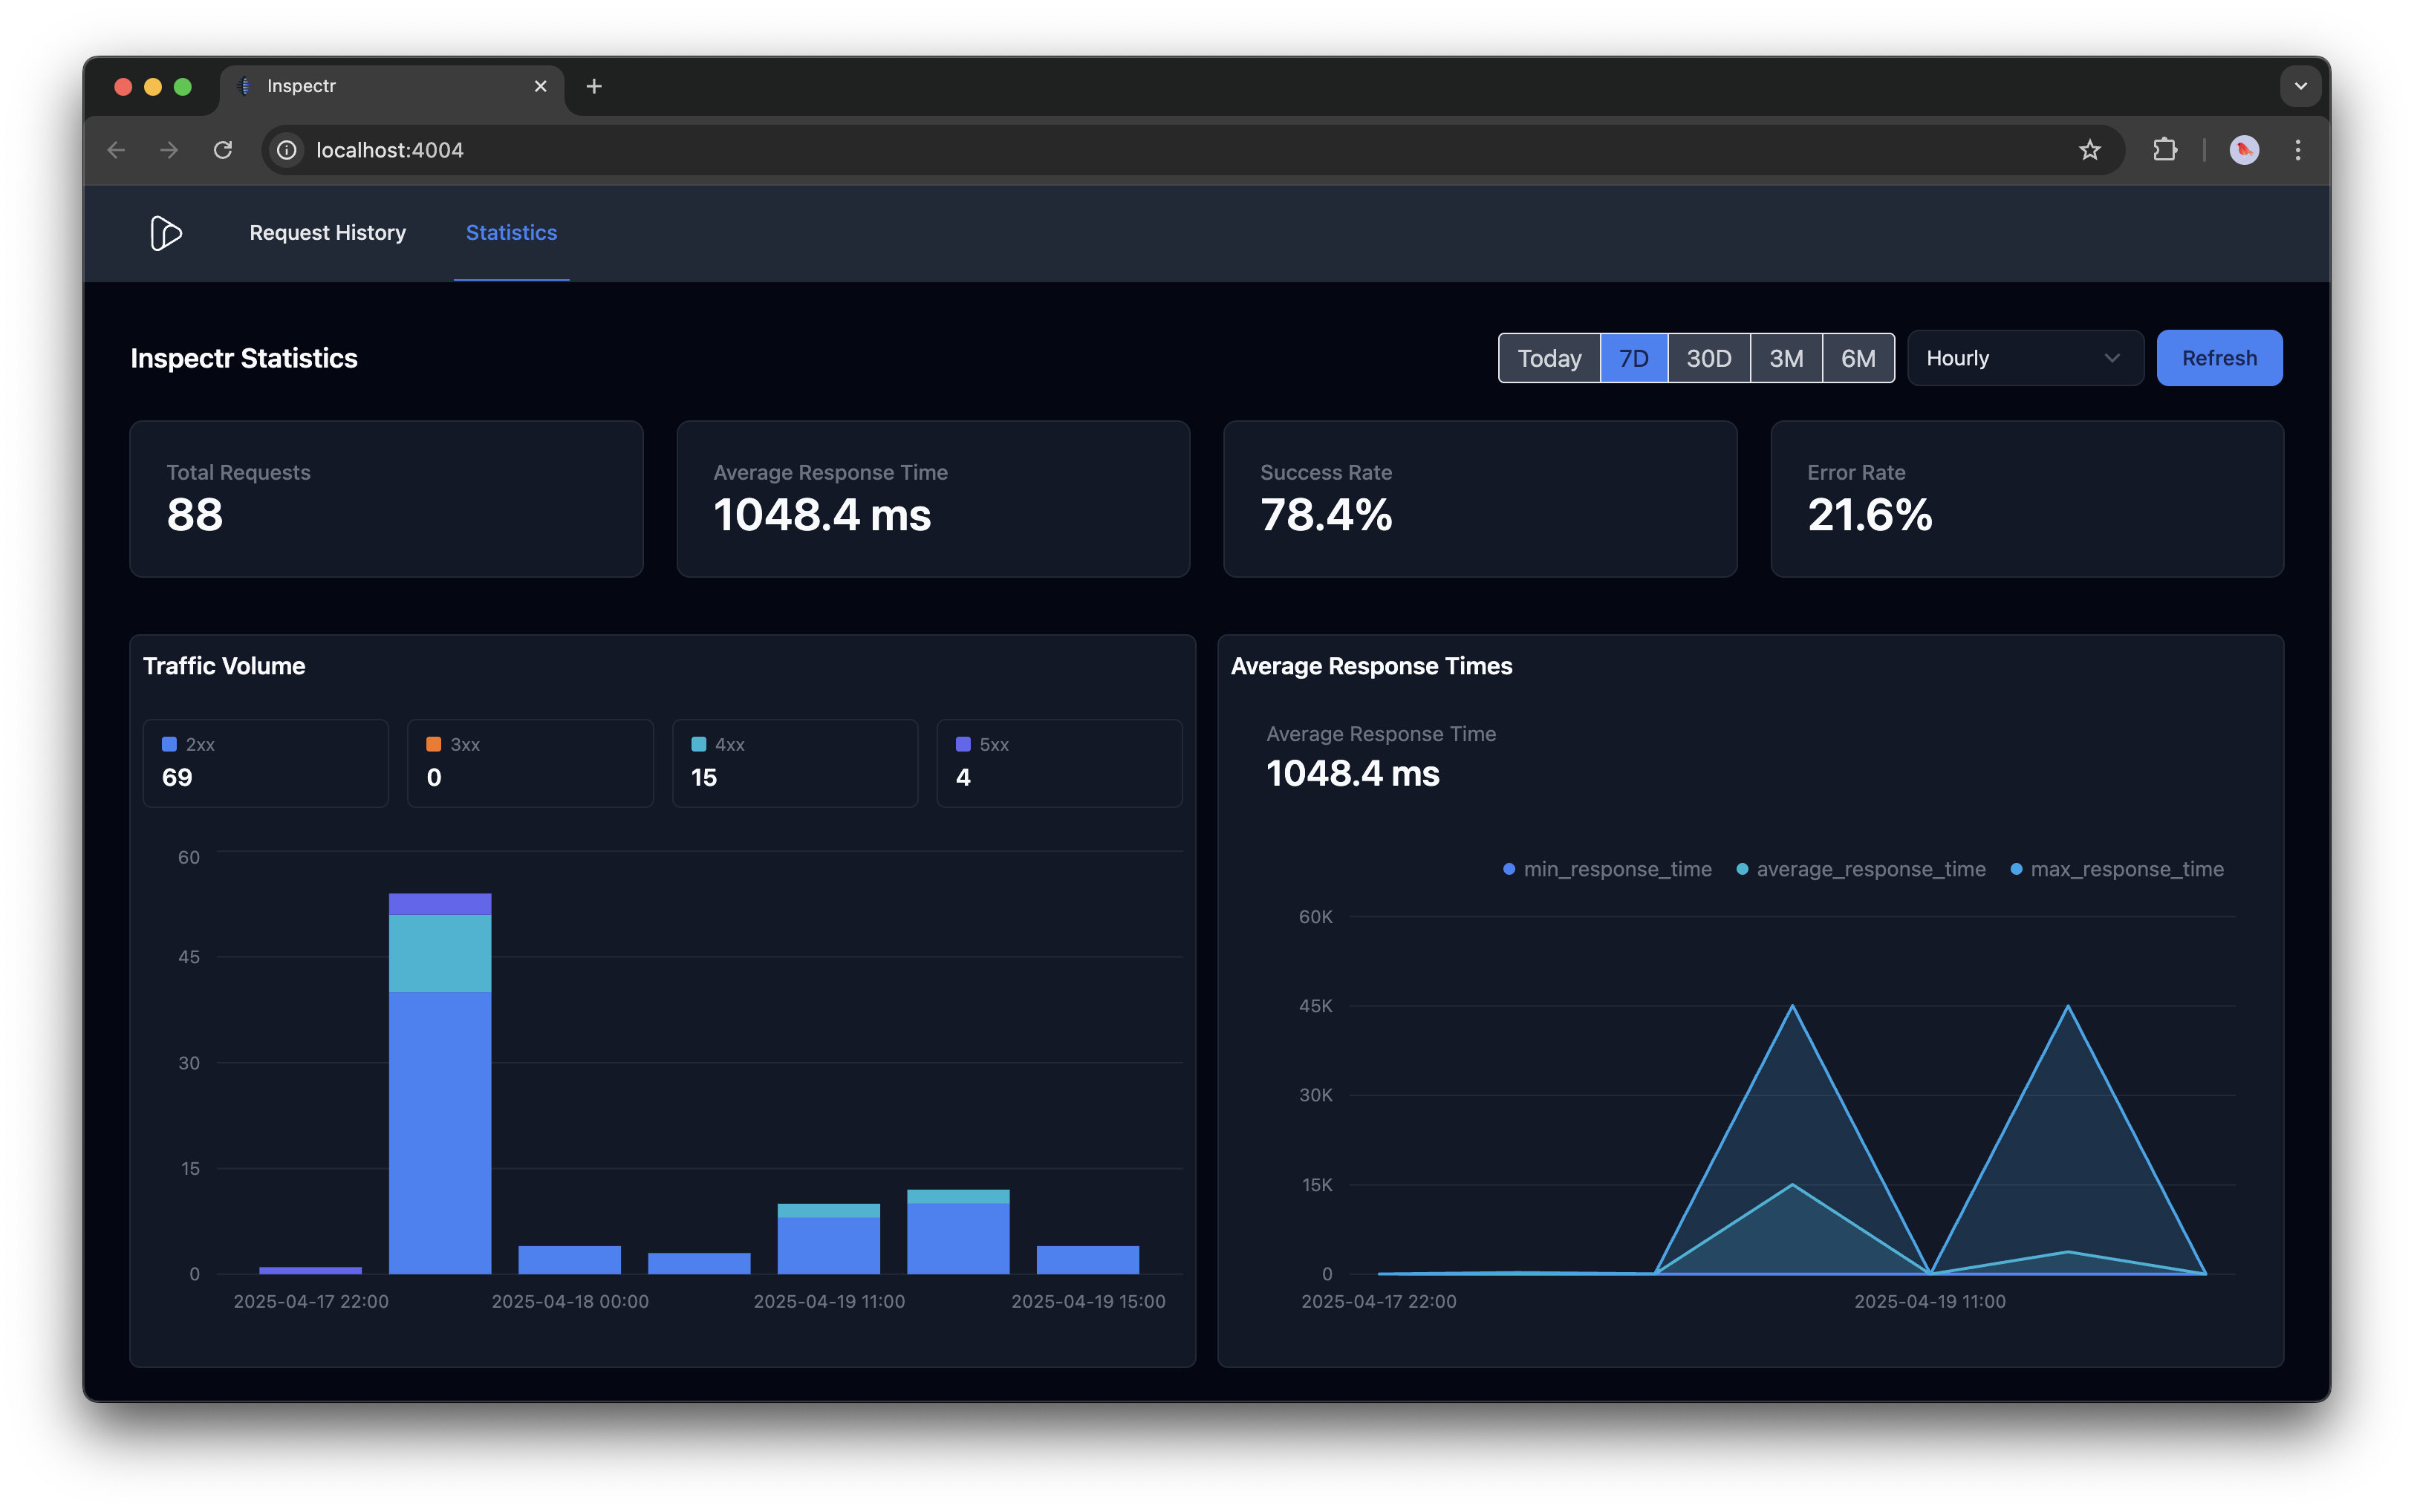 Inspectr
localhost:4004
Request History Statistics
Inspectr Statistics
Today 7D 30D 3M 6M Hourly Refresh
Total Requests
88
Average Response Time
1048.4 ms
Success Rate
78.4%
Error Rate
21.6%
Traffic Volume
2xx
69
3xx
0
4xx
15
5xx
4
60
45
30
15
0
2025-04-17 22:00 2025-04-18 00:00 2025-04-19 11:00 2025-04-19 15:00
Average Response Times
Average Response Time
1048.4 ms
min_response_time average_response_time max_response_time
60K
45K
30K
15K
0
2025-04-17 22:00 2025-04-19 11:00